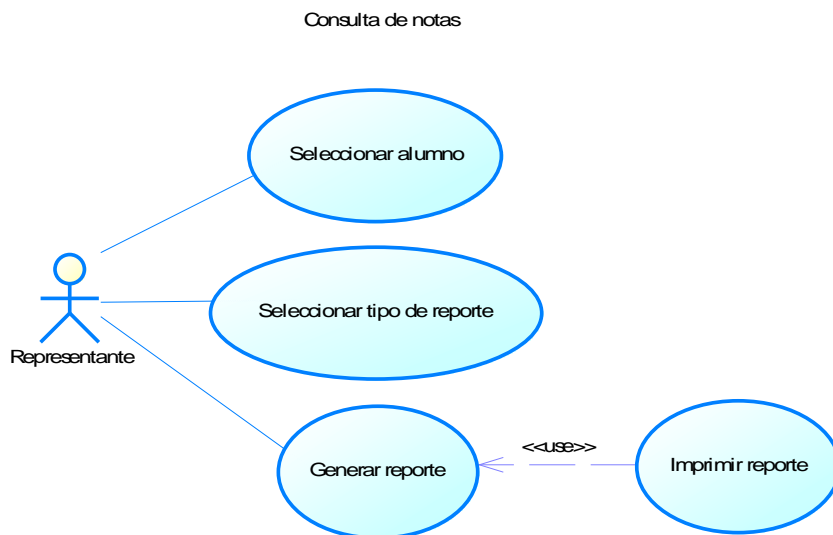 Consulta de notas
Seleccionar alumno
Seleccionar tipo de reporte
Representante
<<use>>
Generar reporte
Imprimir reporte